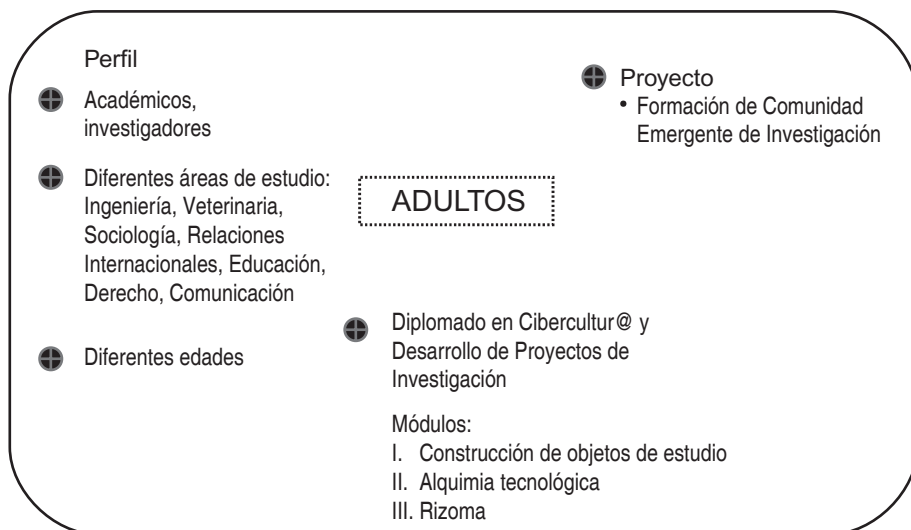 Perfil
Académicos,
investigadores
Diferentes áreas de estudio:
Ingeniería, Veterinaria,
Sociología, Relaciones
Internacionales, Educación,
Derecho, Comunicación
Diferentes edades
ADULTOS
Proyecto
• Formación de Comunidad
Emergente de Investigación
Diplomado en Cibercultur@ y
Desarrollo de Proyectos de
Investigación
Módulos:
I. Construcción de objetos de estudio
II. Alquimia tecnológica
III. Rizoma